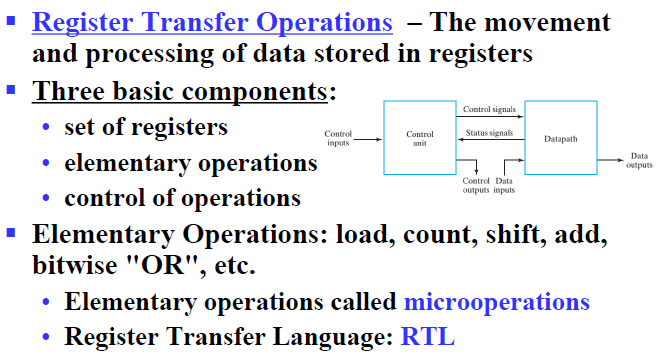 Register Transfer Operations – The movement
and processing of data stored in registers
Three basic components:
set of registers
elementary operations
control of operations
Control
inputs
Control
unit
Control signals
Status signals
Datapath
Control
outputs
Data
inputs
Data
outputs
Elementary Operations: load, count, shift, add,
bitwise "OR", etc.
Elementary operations called microoperations
Register Transfer Language: RTL